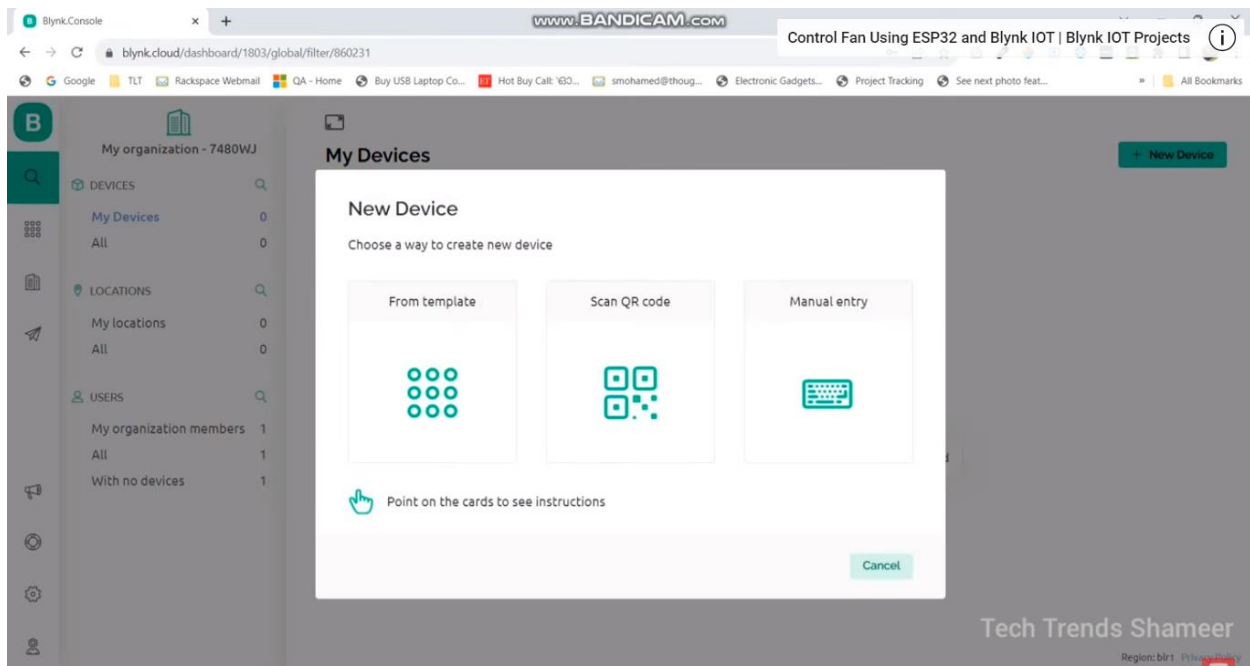 Blynk.Console
www.BANDICAM.com
Control Fan Using ESP32 and Blynk IOT | Blynk IOT Projects
blynk.cloud/dashboard/1803/global/filter/860231
Google TLT Rackspace Webmail QA - Home Buy USB Laptop Co... Hot Buy Call: smohamed@thoug... Electronic Gadgets... Project Tracking See next photo feat... » All Bookmarks
B
My organization - 7480WJ
My Devices
+ New Device
DEVICES
My Devices 0
All 0
LOCATIONS
My locations 0
All 0
USERS
My organization members 1
All 1
With no devices 1
New Device
Choose a way to create new device
From template
Scan QR code
Manual entry
Point on the cards to see instructions
Cancel
Tech Trends Shameer
Region: blr1 Privacy Policy